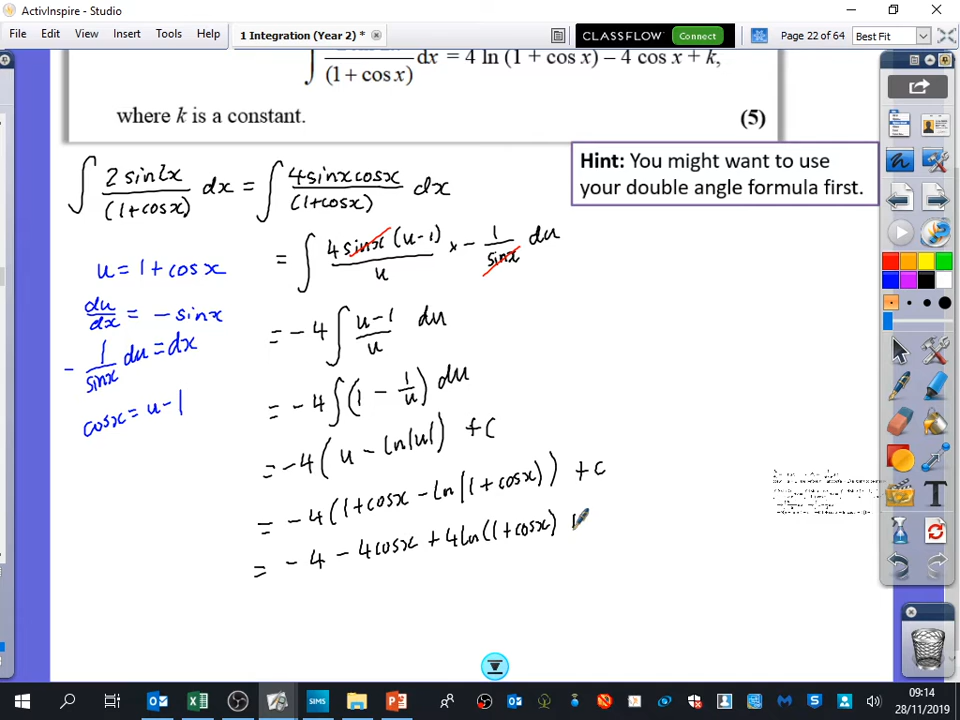 ActivInspire - Studio
File Edit View Insert Tools Help
1 Integration (Year 2) *
CLASSFLOW Connect
Page 22 of 64
Best Fit
∫ /(1 + cos x) dx = 4 ln (1 + cos x) – 4 cos x + k,
where k is a constant. (5)
Hint: You might want to use
your double angle formula first.
∫ 2 sin2x/(1+cosx) dx = ∫ 4sinxcosx/(1+cosx) dx
= ∫ 4sinx(u-1)/u × - 1/sinx du
u = 1 + cosx
du/dx = - sinx
- 1/sinx du = dx
cosx = u - 1
= -4 ∫ u-1/u du
= -4 ∫ (1 - 1/u) du
= -4 ( u - ln|u| ) + C
= -4 (1+cosx - ln|1+cosx|) + C
= -4 - 4cosx + 4ln(1+cosx)
SIMS
09:14
28/11/2019